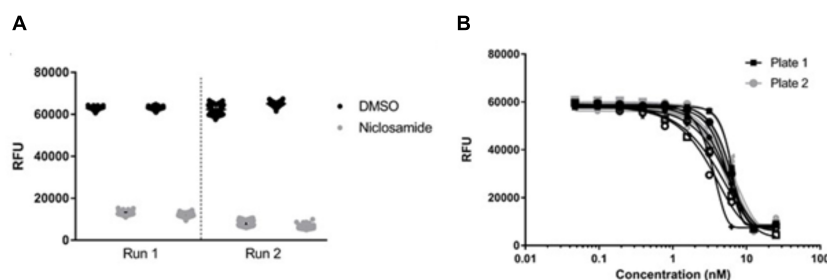 A
80000
60000
40000
20000
0
RFU
Run 1
Run 2
DMSO
Niclosamide
B
80000
60000
40000
20000
0
RFU
0.01
0.1
1
10
100
Concentration (nM)
Plate 1
Plate 2